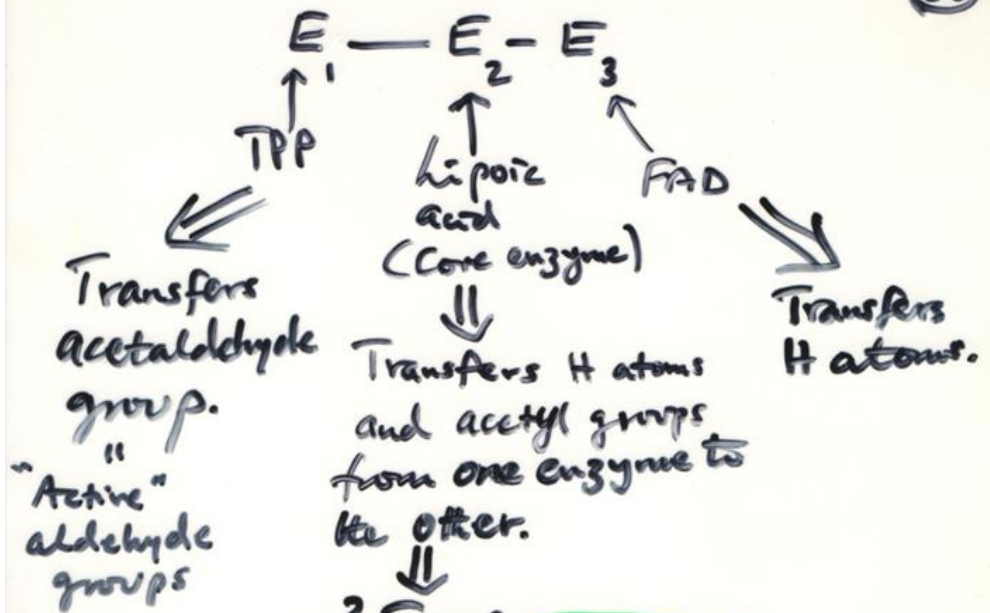 E1 — E2 - E3
TPP
Lipoic
acid
(Core enzyme)
FAD
Transfers
acetaldehyde
group.
"
"Active"
aldehyde
groups
Transfers H atoms
and acetyl groups
from one enzyme to
the other.
Transfers
H atoms.